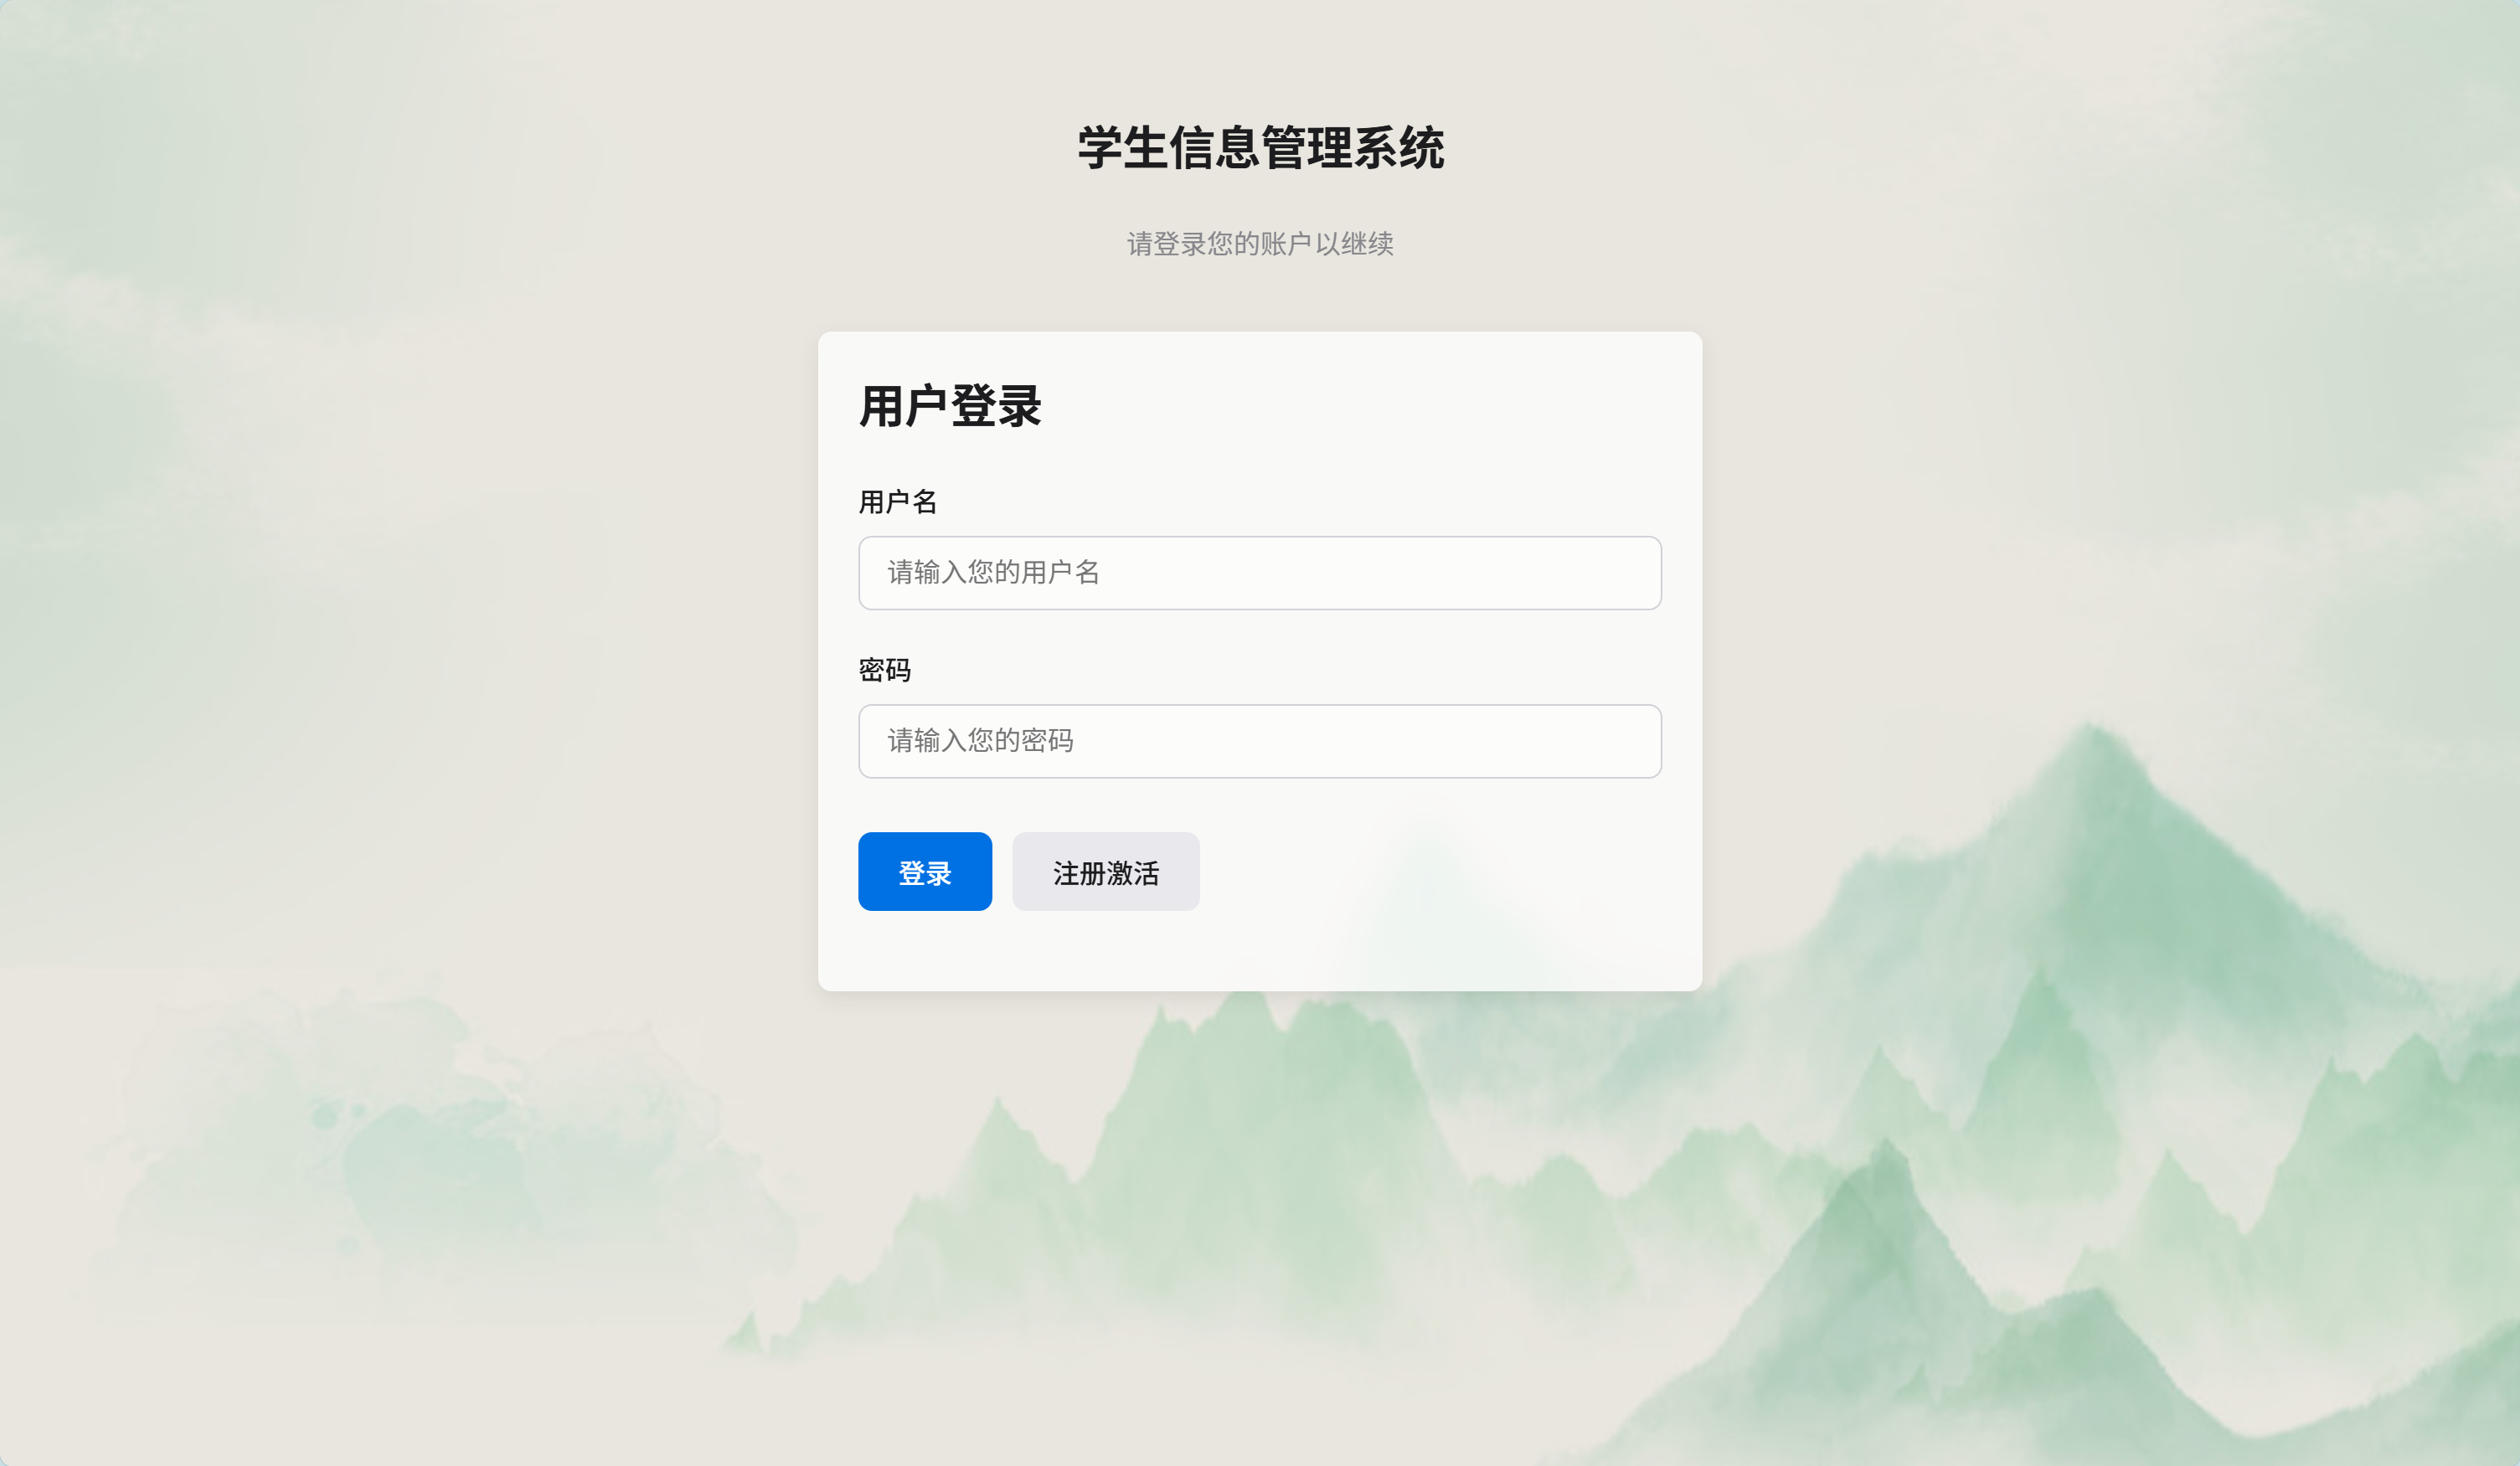 学生信息管理系统
请登录您的账户以继续
用户登录
用户名
请输入您的用户名
密码
请输入您的密码
登录 注册激活